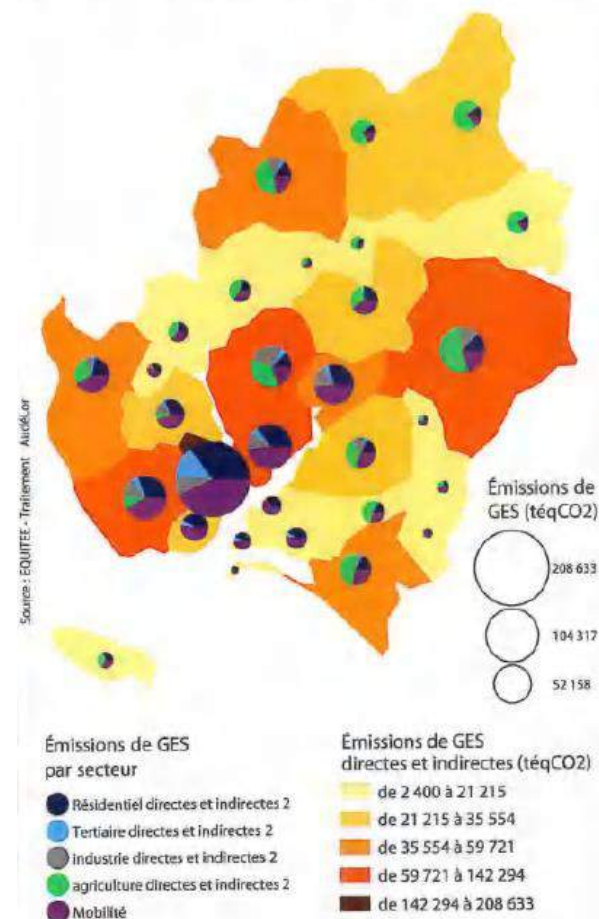 Source : EQUITEE - Traitement AudéLor
Émissions de
GES (téqCO2)
208 633
104 317
52 158
Émissions de GES
par secteur
Résidentiel directes et indirectes 2
Tertiaire directes et indirectes 2
industrie directes et indirectes 2
agriculture directes et indirectes 2
Mobilité
Émissions de GES
directes et indirectes (téqCO2)
de 2 400 à 21 215
de 21 215 à 35 554
de 35 554 à 59 721
de 59 721 à 142 294
de 142 294 à 208 633